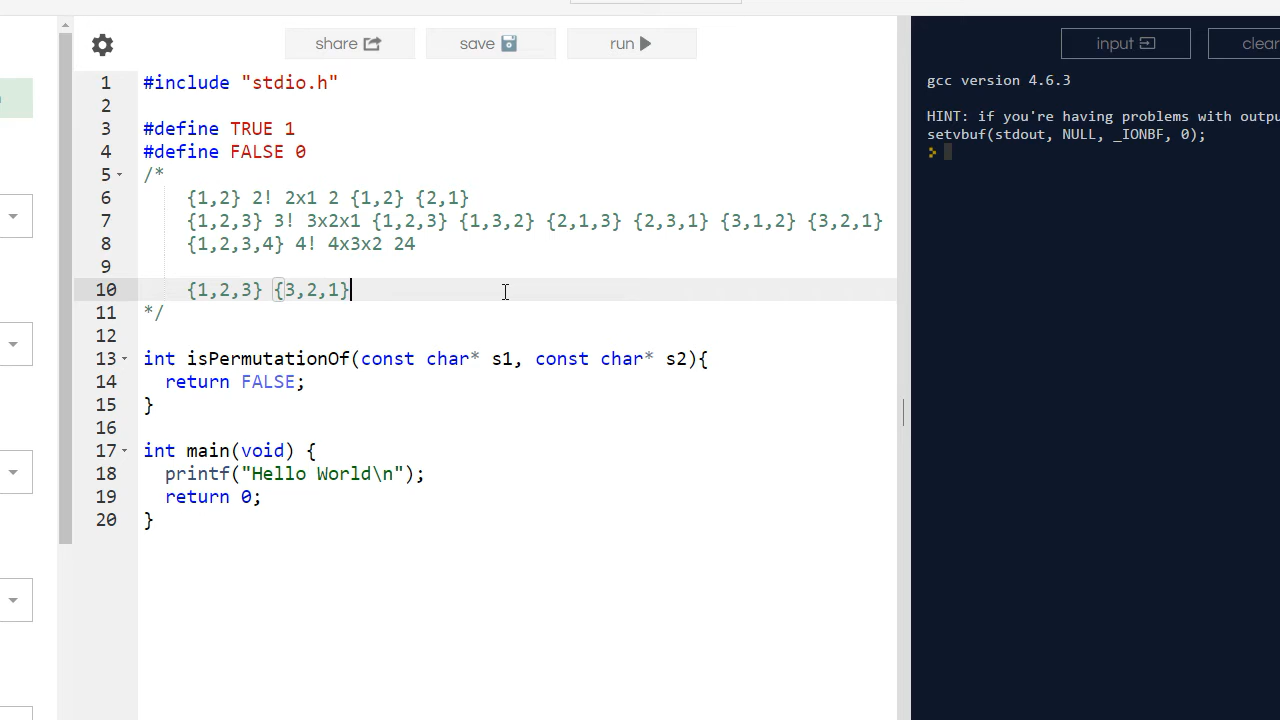 share save run
1 #include "stdio.h"
2
3 #define TRUE 1
4 #define FALSE 0
5 /*
6 {1,2} 2! 2x1 2 {1,2} {2,1}
7 {1,2,3} 3! 3x2x1 {1,2,3} {1,3,2} {2,1,3} {2,3,1} {3,1,2} {3,2,1}
8 {1,2,3,4} 4! 4x3x2 24
9
10 {1,2,3} {3,2,1}
11 */
12
13 int isPermutationOf(const char* s1, const char* s2){
14 return FALSE;
15 }
16
17 int main(void) {
18 printf("Hello World\n");
19 return 0;
20 }
input clear
gcc version 4.6.3
HINT: if you're having problems with outpu
setvbuf(stdout, NULL, _IONBF, 0);